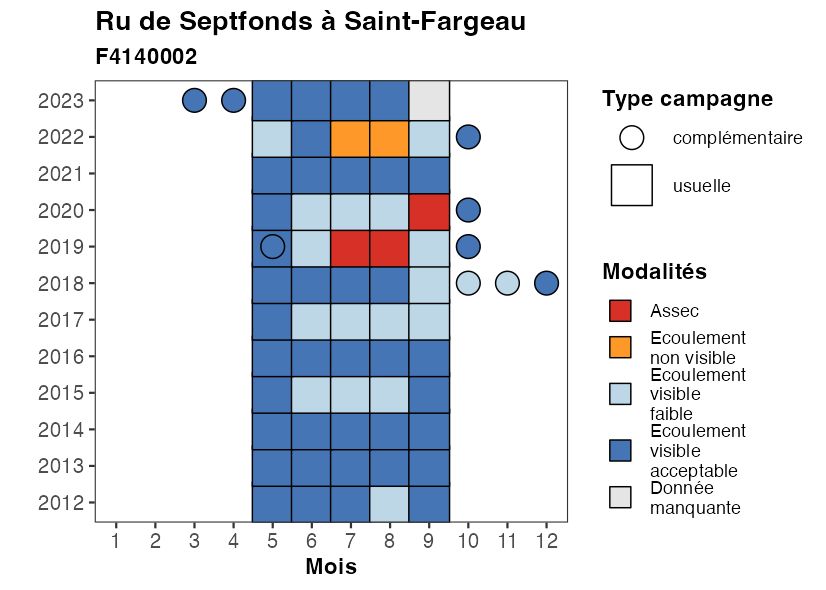 Ru de Septfonds à Saint-Fargeau
F4140002
2023
2022
2021
2020
2019
2018
2017
2016
2015
2014
2013
2012
1 2 3 4 5 6 7 8 9 10 11 12
Mois
Type campagne
complémentaire
usuelle
Modalités
Assec
Ecoulement
non visible
Ecoulement
visible
faible
Ecoulement
visible
acceptable
Donnée
manquante